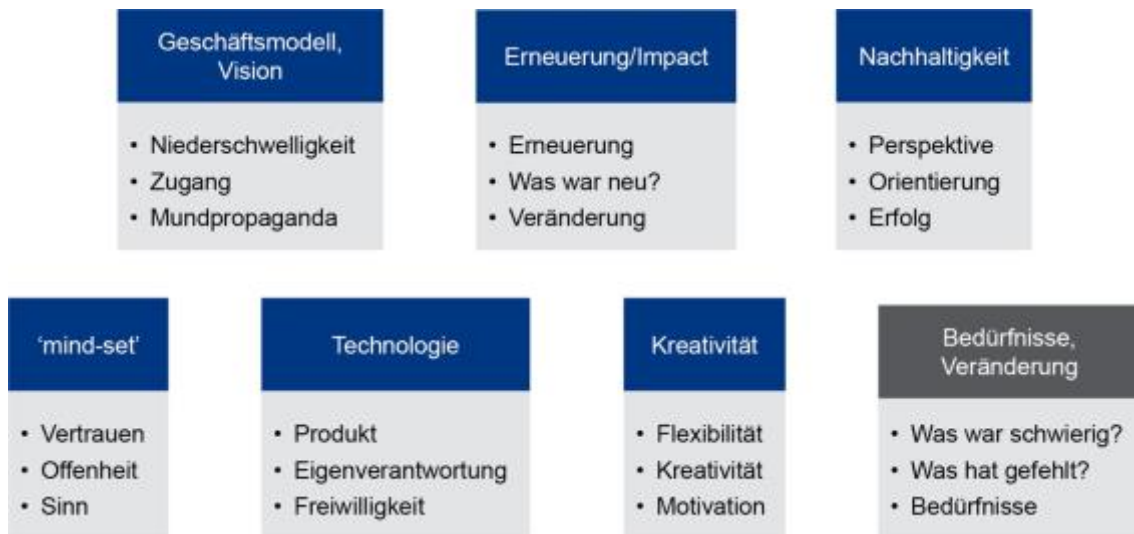 Geschäftsmodell,
Vision
• Niederschwelligkeit
• Zugang
• Mundpropaganda
Erneuerung/Impact
• Erneuerung
• Was war neu?
• Veränderung
Nachhaltigkeit
• Perspektive
• Orientierung
• Erfolg
‘mind-set’
• Vertrauen
• Offenheit
• Sinn
Technologie
• Produkt
• Eigenverantwortung
• Freiwilligkeit
Kreativität
• Flexibilität
• Kreativität
• Motivation
Bedürfnisse,
Veränderung
• Was war schwierig?
• Was hat gefehlt?
• Bedürfnisse